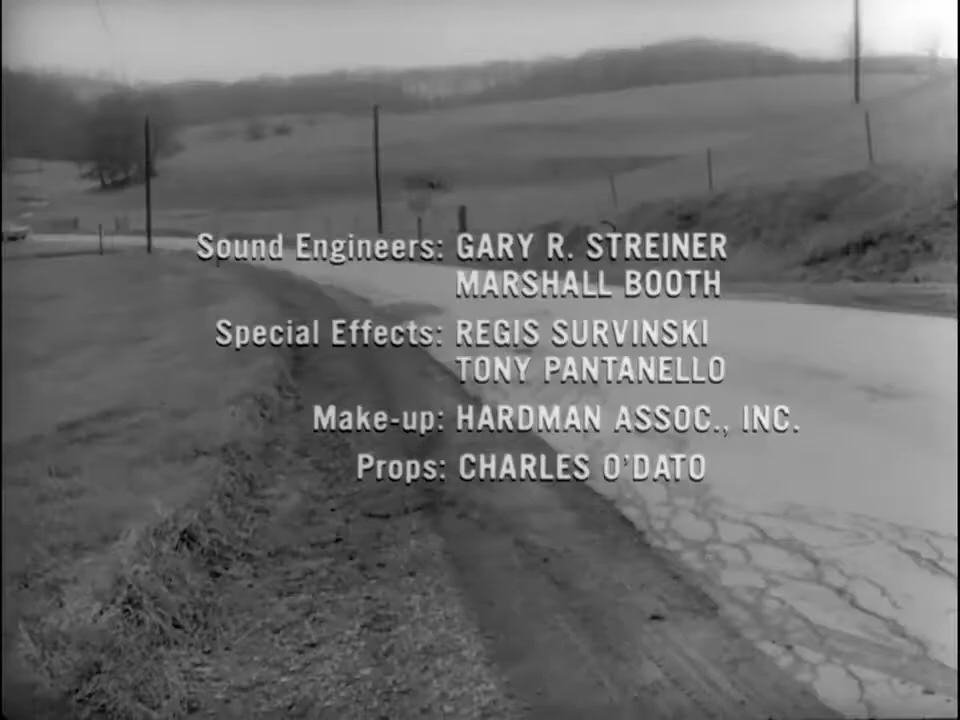 Sound Engineers: GARY R. STREINER
MARSHALL BOOTH
Special Effects: REGIS SURVINSKI
TONY PANTANELLO
Make-up: HARDMAN ASSOC., INC.
Props: CHARLES O'DATO